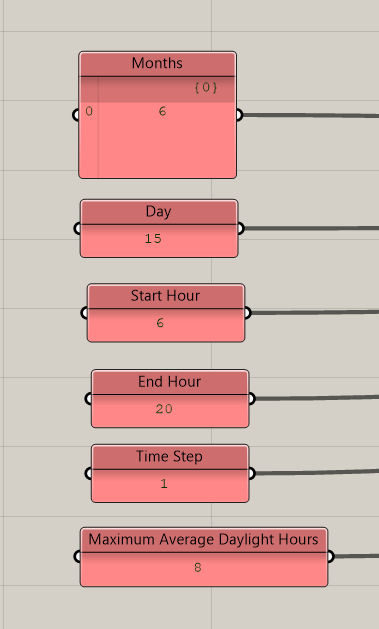 Months
{0}
0 6
Day
15
Start Hour
6
End Hour
20
Time Step
1
Maximum Average Daylight Hours
8